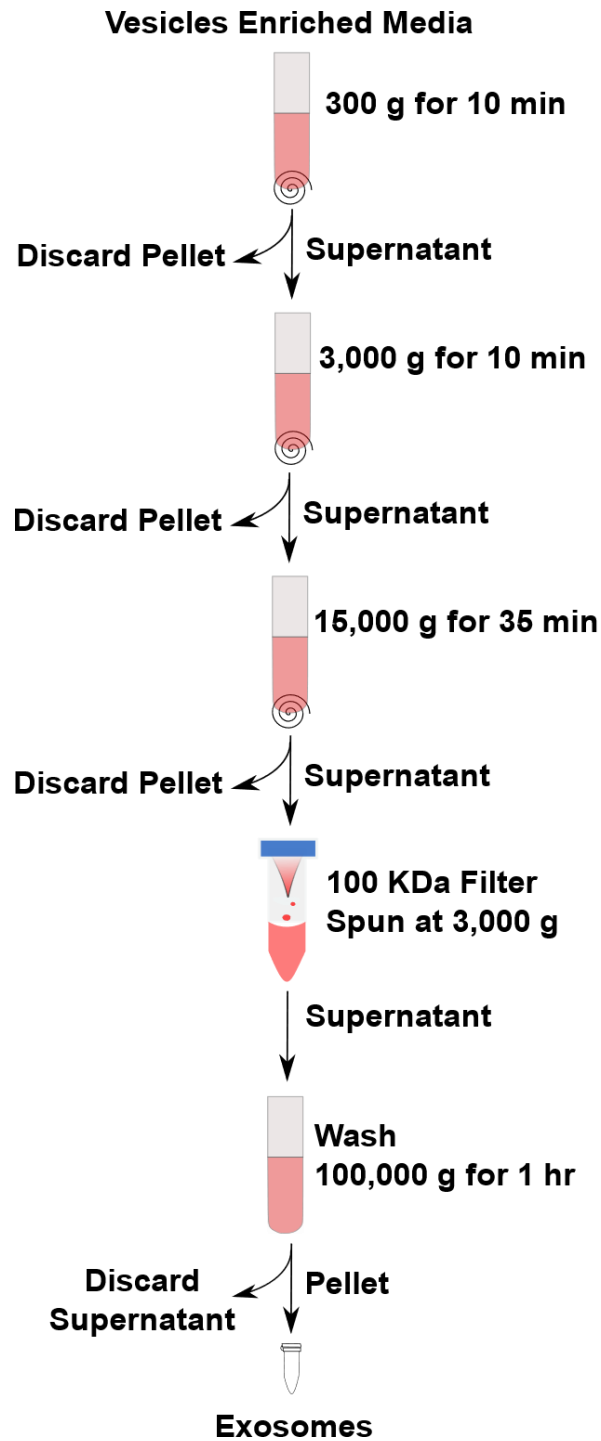 Vesicles Enriched Media
300 g for 10 min
Discard Pellet
Supernatant
3,000 g for 10 min
Discard Pellet
Supernatant
15,000 g for 35 min
Discard Pellet
Supernatant
100 KDa Filter
Spun at 3,000 g
Supernatant
Wash
100,000 g for 1 hr
Discard
Supernatant
Pellet
Exosomes